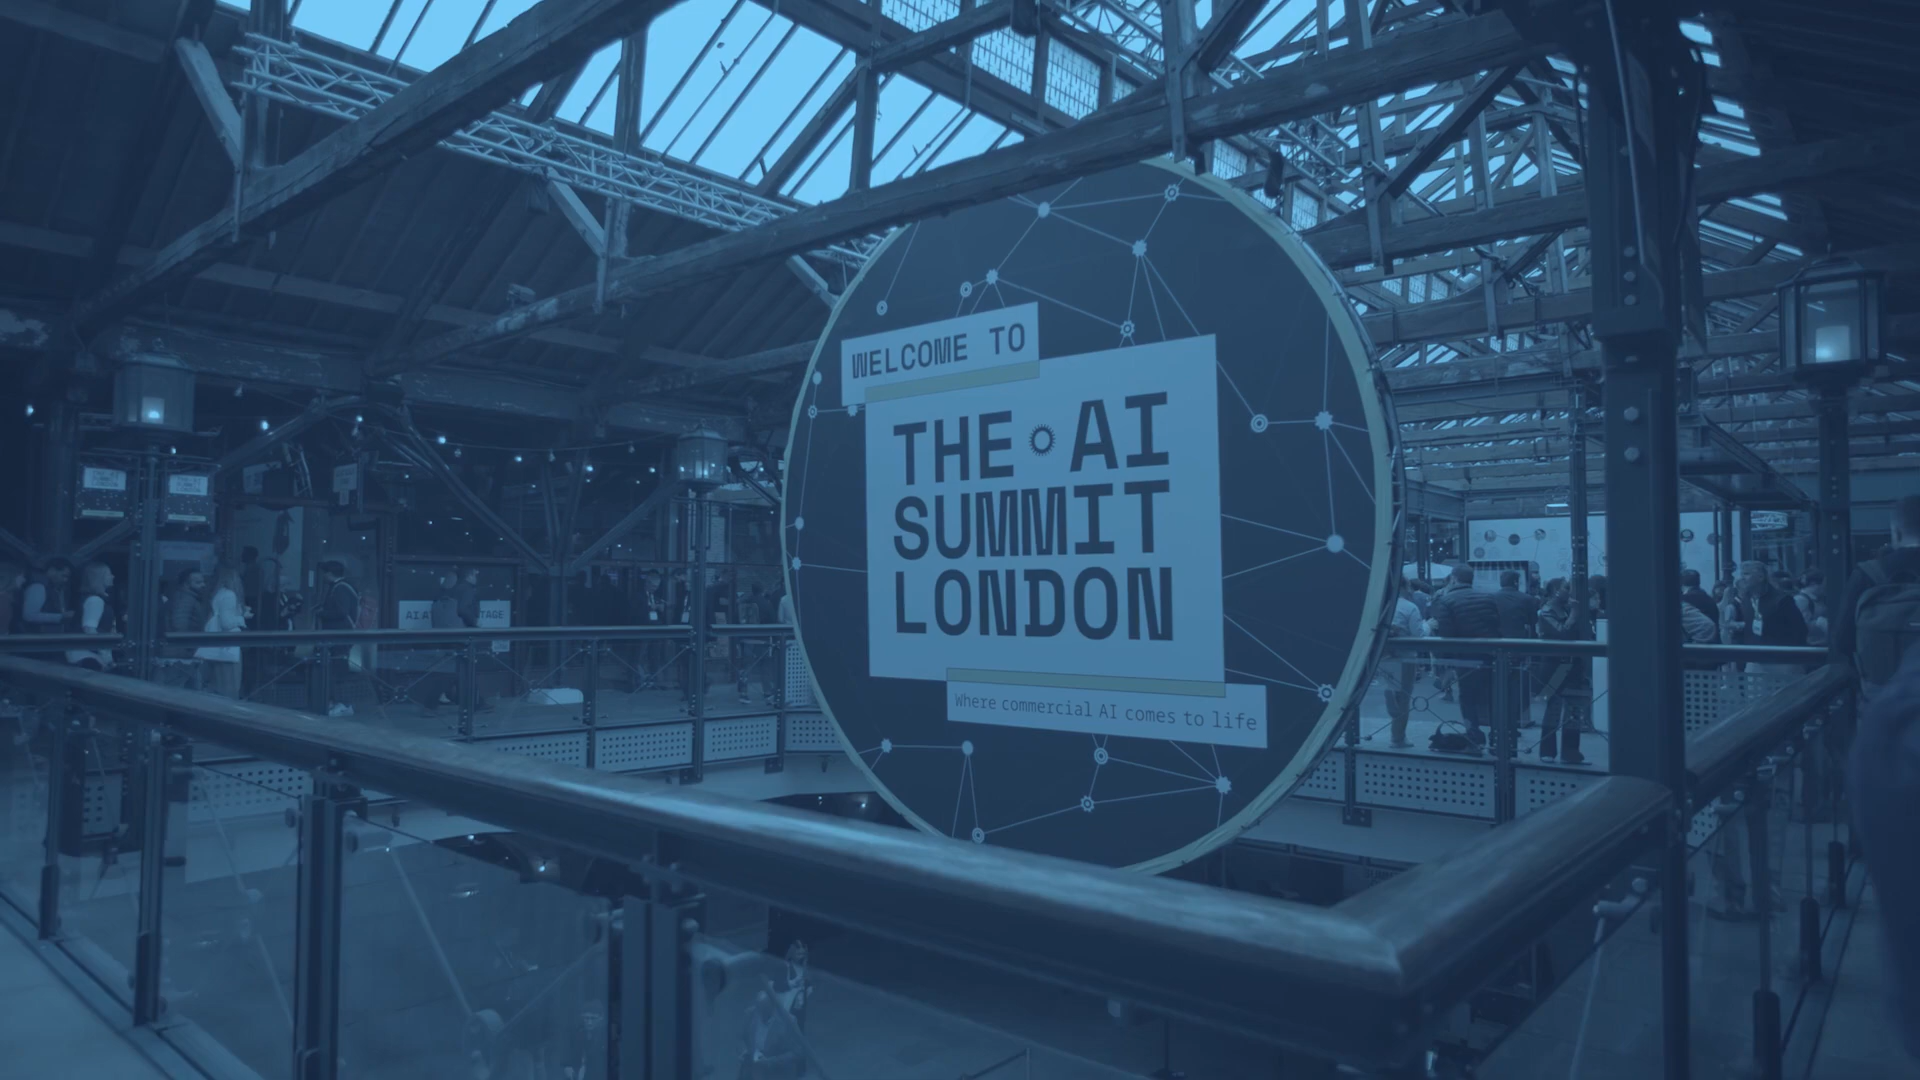 WELCOME TO
THE AI
SUMMIT
LONDON
Where commercial AI comes to life